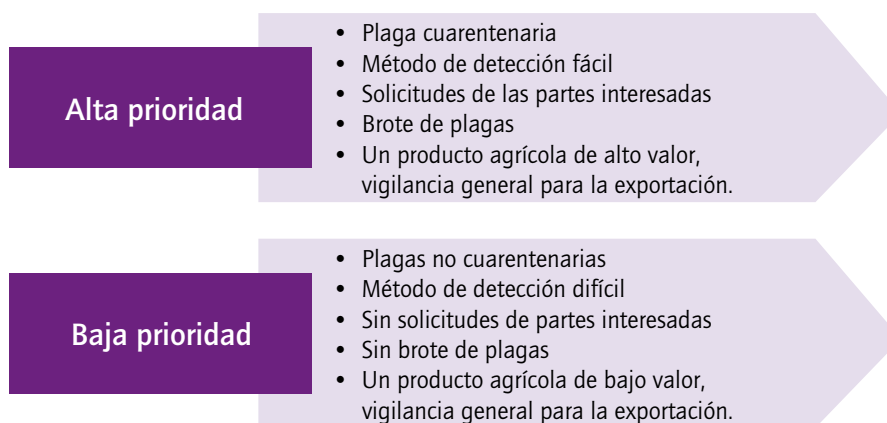 Alta prioridad
• Plaga cuarentenaria
• Método de detección fácil
• Solicitudes de las partes interesadas
• Brote de plagas
• Un producto agrícola de alto valor,
vigilancia general para la exportación.
Baja prioridad
• Plagas no cuarentenarias
• Método de detección difícil
• Sin solicitudes de partes interesadas
• Sin brote de plagas
• Un producto agrícola de bajo valor,
vigilancia general para la exportación.